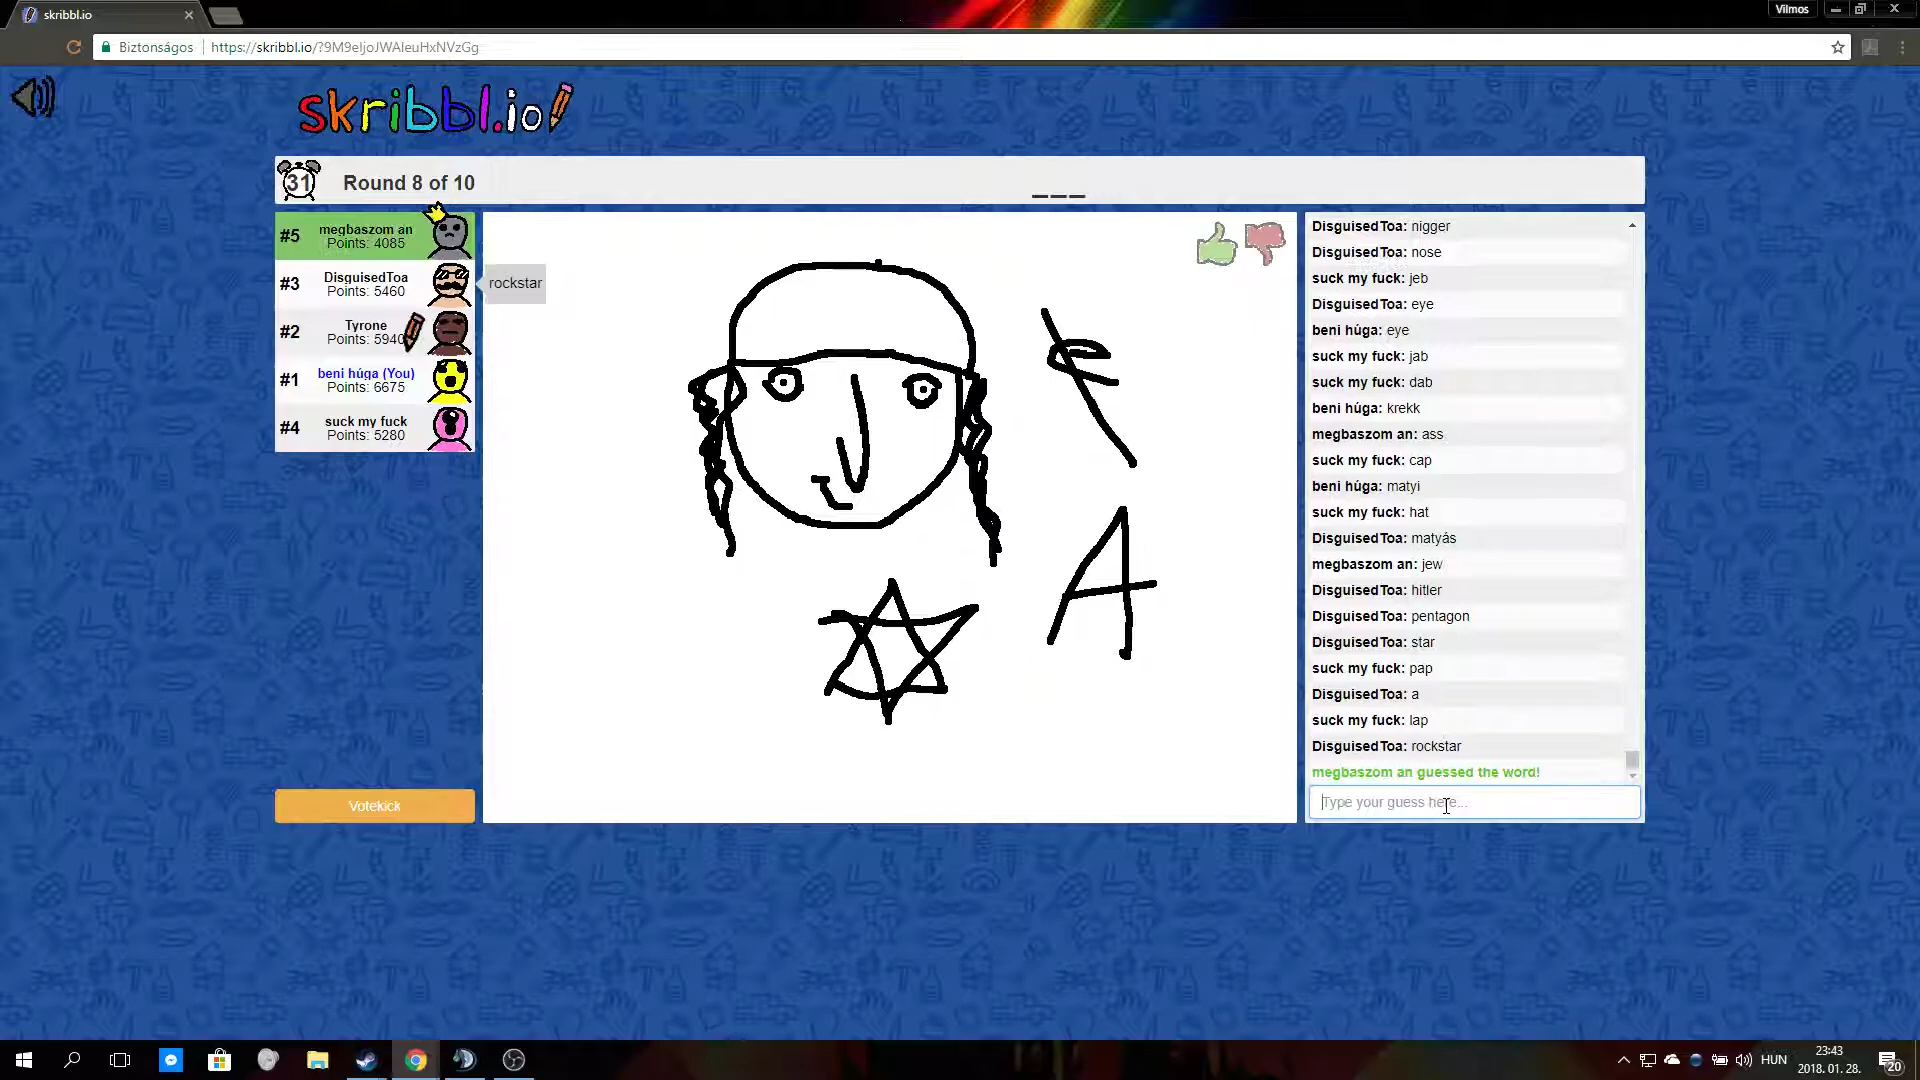 skribbl.io
Vilmos
Biztonságos
https://skribbl.io/?9M9eIjoJWAleuHxNVzGg
skribbl.io
31
Round 8 of 10
___
#5
megbaszom an
Points: 4085
#3
DisguisedToa
Points: 5460
rockstar
#2
Tyrone
Points: 5940
#1
beni húga (You)
Points: 6675
#4
suck my fuck
Points: 5280
Votekick
A
DisguisedToa: nigger
DisguisedToa: nose
suck my fuck: jeb
DisguisedToa: eye
beni húga: eye
suck my fuck: jab
suck my fuck: dab
beni húga: krekk
megbaszom an: ass
suck my fuck: cap
beni húga: matyi
suck my fuck: hat
DisguisedToa: matyás
megbaszom an: jew
DisguisedToa: hitler
DisguisedToa: pentagon
DisguisedToa: star
suck my fuck: pap
DisguisedToa: a
suck my fuck: lap
DisguisedToa: rockstar
megbaszom an guessed the word!
Type your guess here...
HUN
23:43
2018. 01. 28.
20